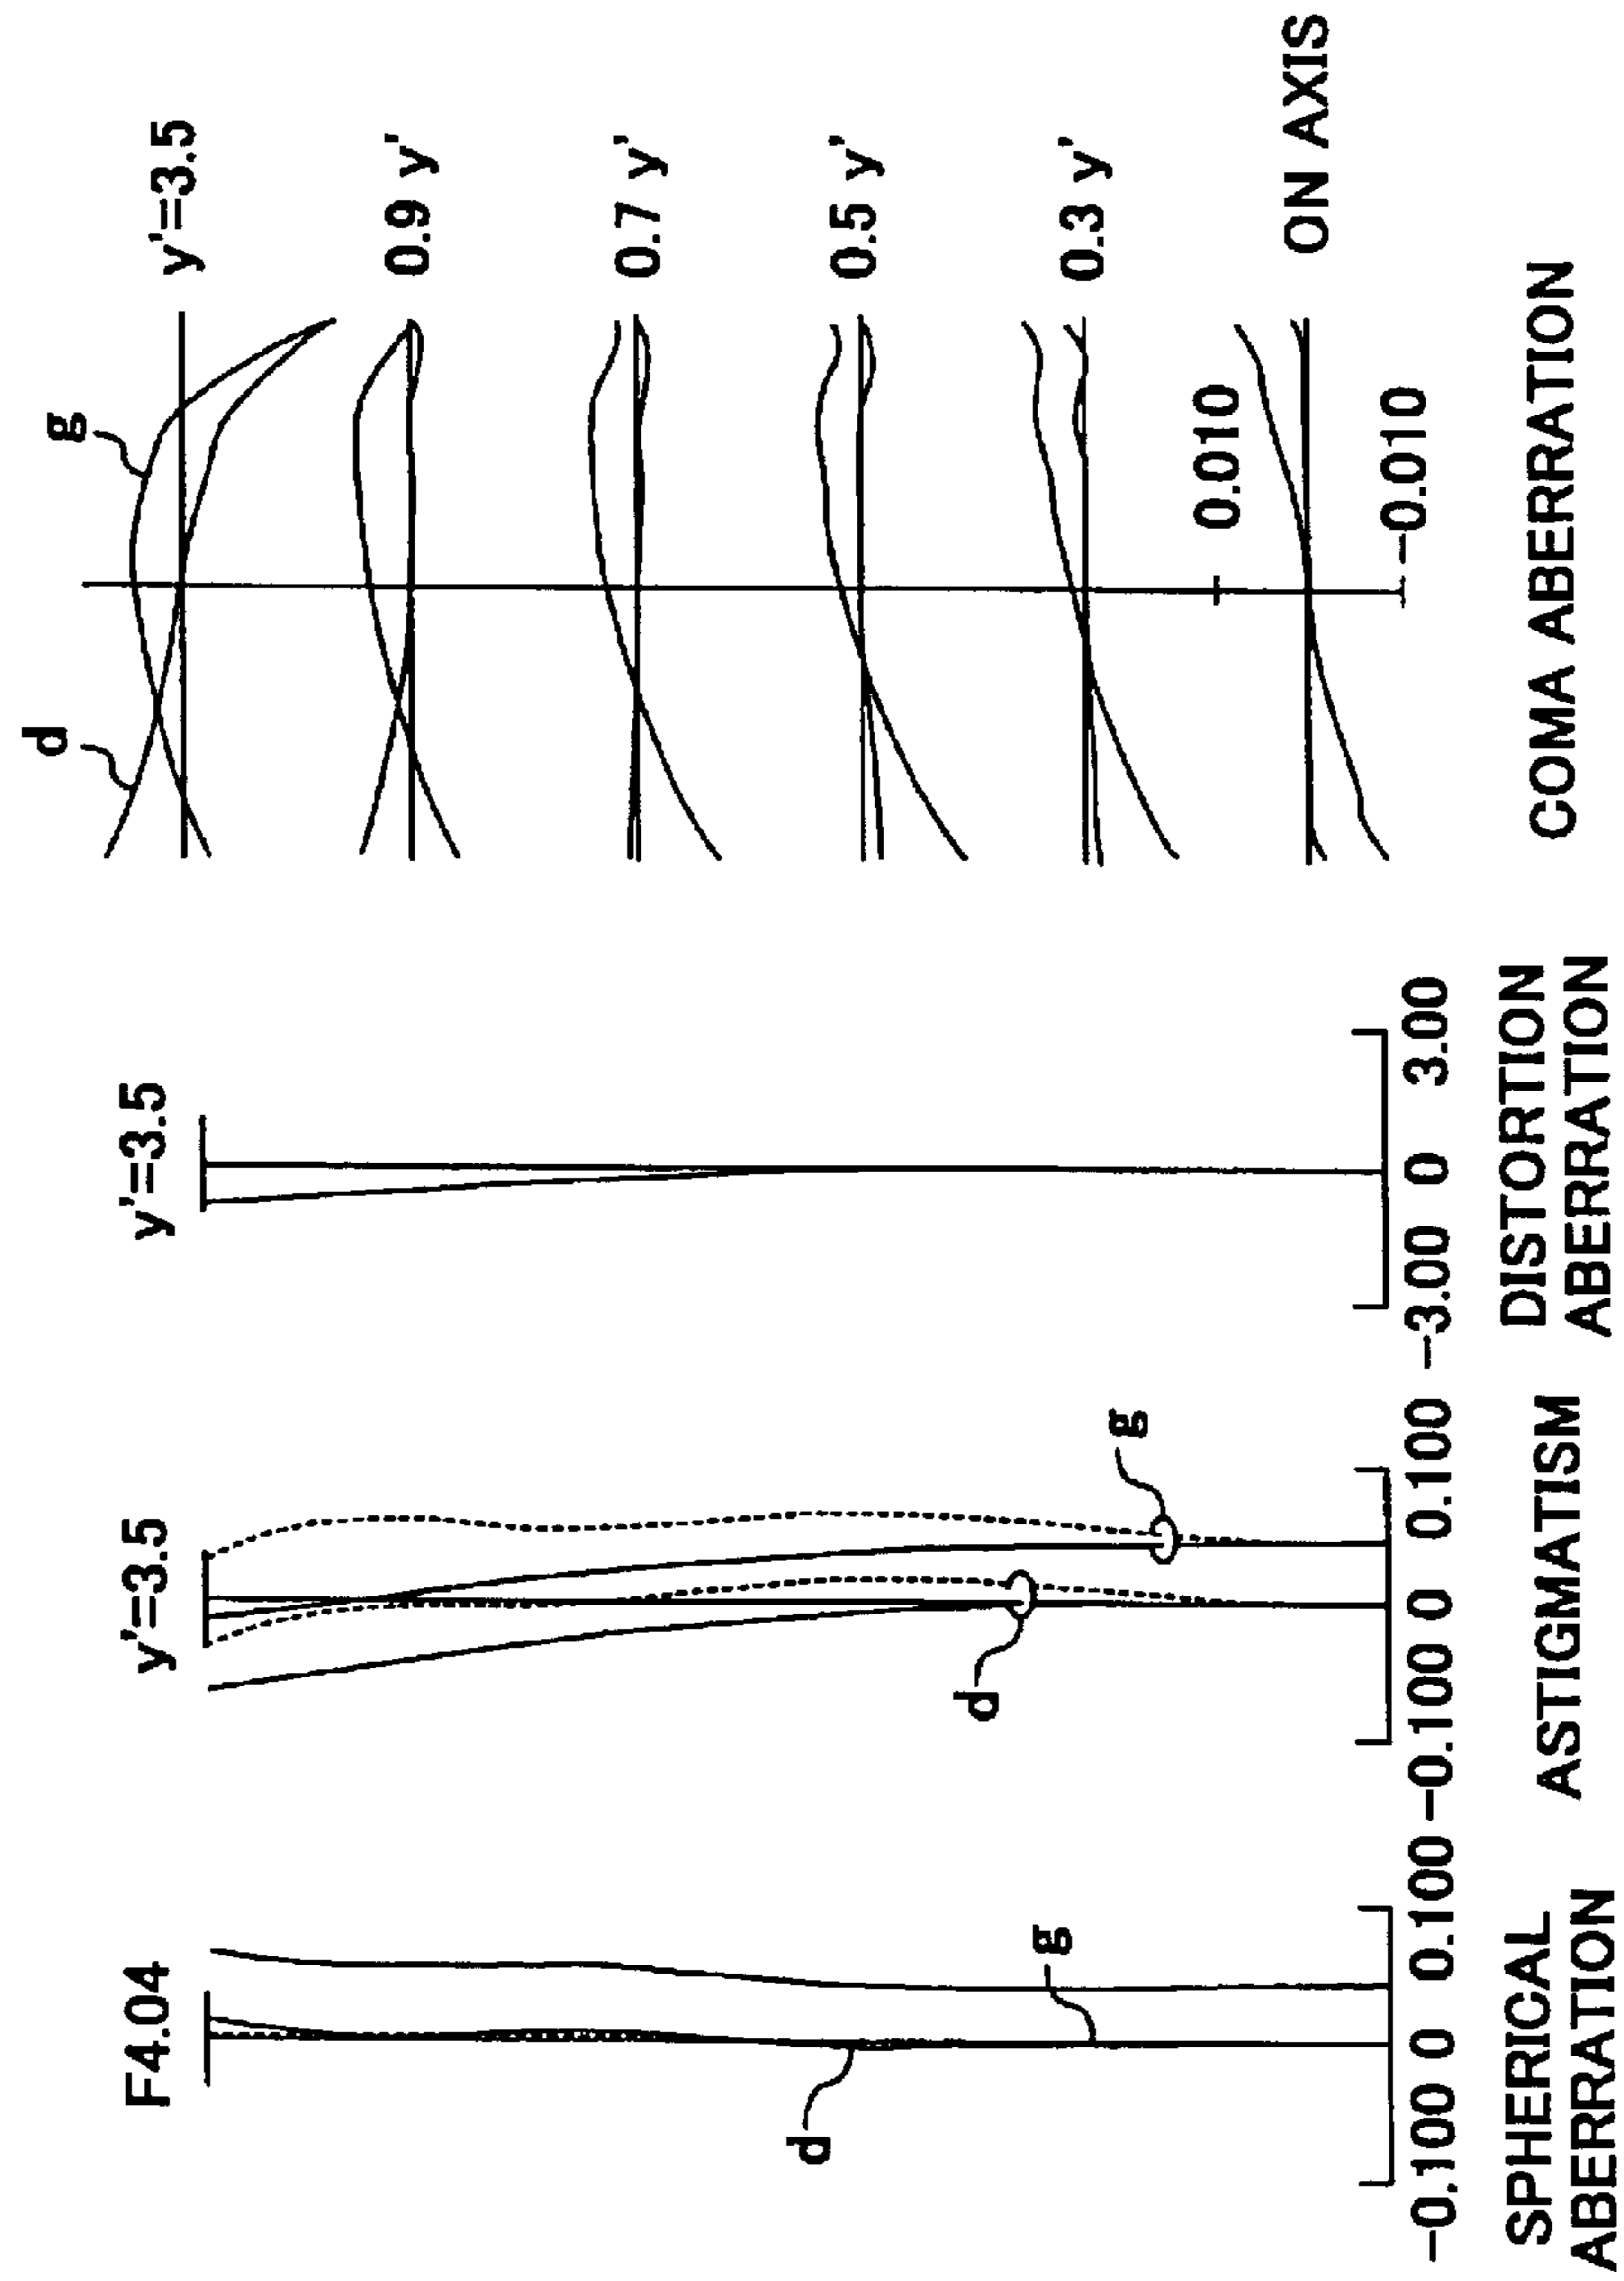 F4.04
g
d
-0.100 0 0.100
SPHERICAL
ABERRATION
y'=3.5
g
d
-0.100 0 0.100
ASTIGMATISM
y'=3.5
-3.00 0 3.00
DISTORTION
ABERRATION
d
g
y'=3.5
0.9 y'
0.7 y'
0.5 y'
0.3 y'
0.010
ON AXIS
-0.010
COMA ABERRATION